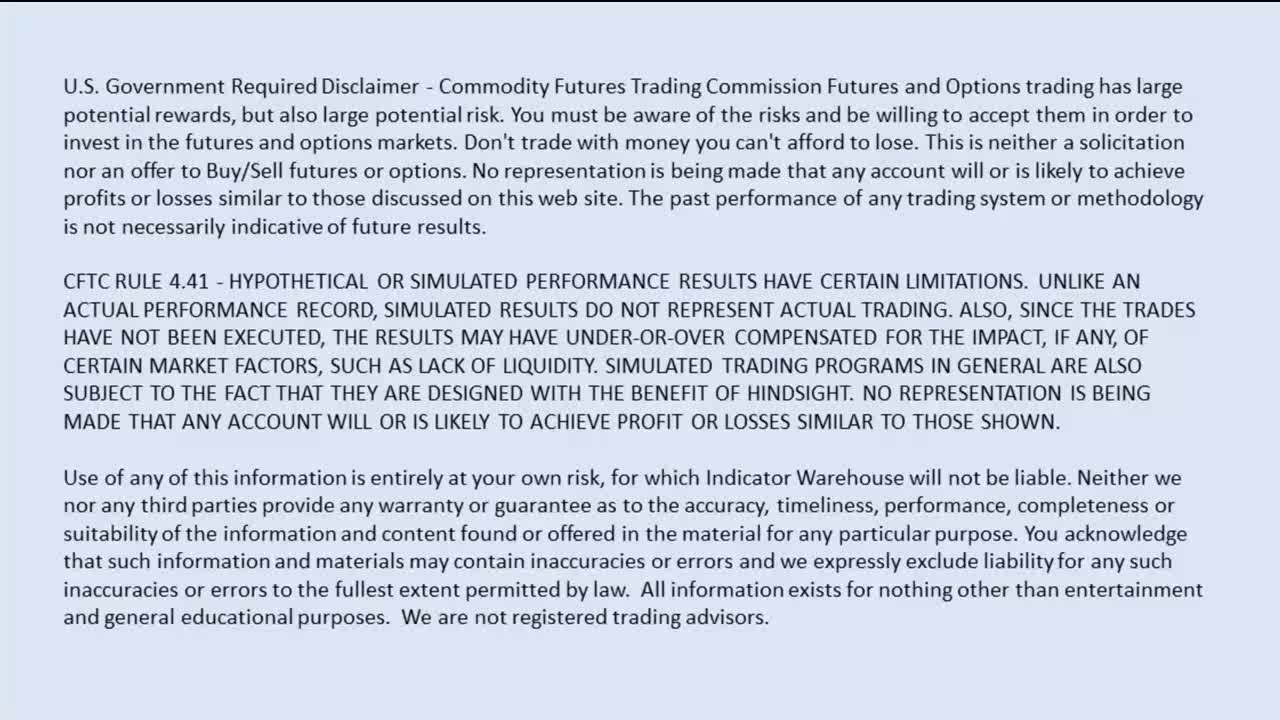 U.S. Government Required Disclaimer - Commodity Futures Trading Commission Futures and Options trading has large
potential rewards, but also large potential risk. You must be aware of the risks and be willing to accept them in order to
invest in the futures and options markets. Don't trade with money you can't afford to lose. This is neither a solicitation
nor an offer to Buy/Sell futures or options. No representation is being made that any account will or is likely to achieve
profits or losses similar to those discussed on this web site. The past performance of any trading system or methodology
is not necessarily indicative of future results.
CFTC RULE 4.41 - HYPOTHETICAL OR SIMULATED PERFORMANCE RESULTS HAVE CERTAIN LIMITATIONS. UNLIKE AN
ACTUAL PERFORMANCE RECORD, SIMULATED RESULTS DO NOT REPRESENT ACTUAL TRADING. ALSO, SINCE THE TRADES
HAVE NOT BEEN EXECUTED, THE RESULTS MAY HAVE UNDER-OR-OVER COMPENSATED FOR THE IMPACT, IF ANY, OF
CERTAIN MARKET FACTORS, SUCH AS LACK OF LIQUIDITY. SIMULATED TRADING PROGRAMS IN GENERAL ARE ALSO
SUBJECT TO THE FACT THAT THEY ARE DESIGNED WITH THE BENEFIT OF HINDSIGHT. NO REPRESENTATION IS BEING
MADE THAT ANY ACCOUNT WILL OR IS LIKELY TO ACHIEVE PROFIT OR LOSSES SIMILAR TO THOSE SHOWN.
Use of any of this information is entirely at your own risk, for which Indicator Warehouse will not be liable. Neither we
nor any third parties provide any warranty or guarantee as to the accuracy, timeliness, performance, completeness or
suitability of the information and content found or offered in the material for any particular purpose. You acknowledge
that such information and materials may contain inaccuracies or errors and we expressly exclude liability for any such
inaccuracies or errors to the fullest extent permitted by law. All information exists for nothing other than entertainment
and general educational purposes. We are not registered trading advisors.